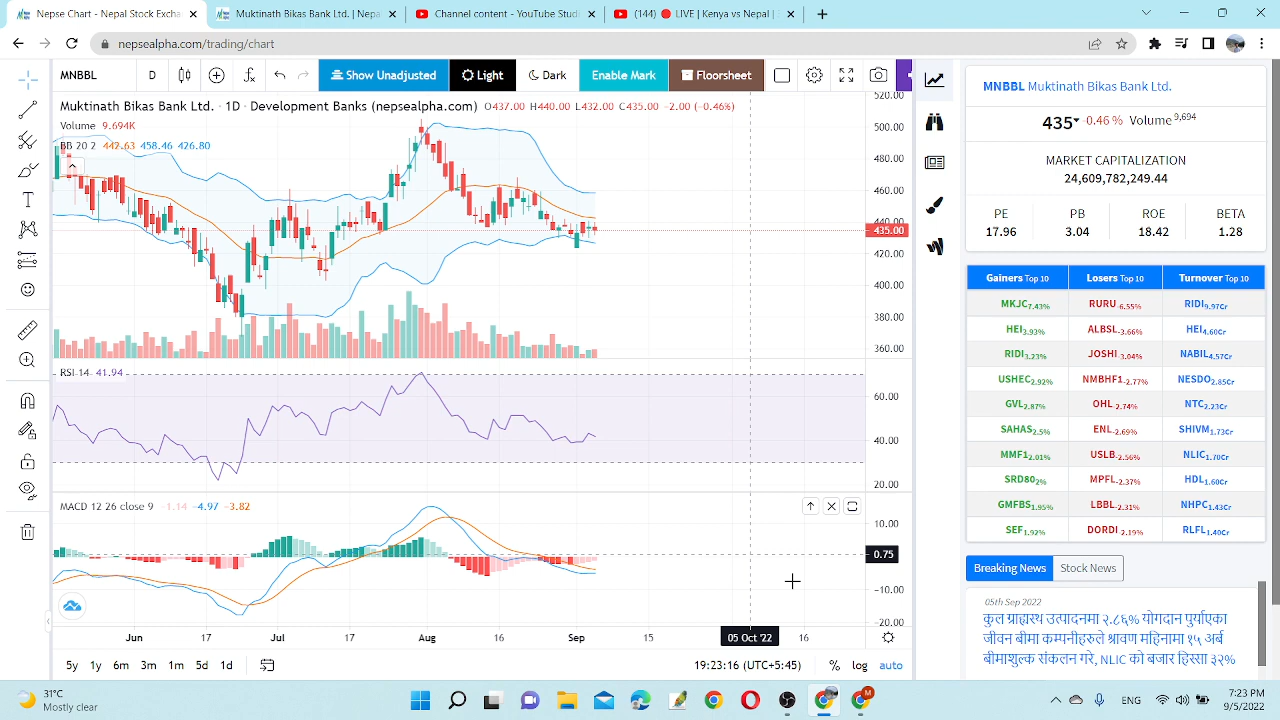 nepsealpha.com - Nepse Stock Exch
Muktinath Bikas Bank Ltd. | Nepa
Channel content - YouTube Stud
(144) 🔴 LIVE | Kenya vs Nepal |
nepsealpha.com/trading/chart
MNBBL D Show Unadjusted Light Dark Enable Mark Floorsheet
Muktinath Bikas Bank Ltd. · 1D · Development Banks (nepsealpha.com) O437.00 H440.00 L432.00 C435.00 -2.00 (-0.46%)
Volume 9.694K
BB 20 2 442.63 458.46 426.80
520.00
500.00
480.00
460.00
440.00
435.00
420.00
400.00
380.00
360.00
RSI 14 41.94
60.00
40.00
20.00
MACD 12 26 close 9 -1.14 -4.97 -3.82
10.00
0.75
-10.00
-20.00
Jun 17 Jul 17 Aug 16 Sep 15 05 Oct '22 16
5y 1y 6m 3m 1m 5d 1d
19:23:16 (UTC+5:45) % log auto
MNBBL Muktinath Bikas Bank Ltd.
435 -0.46 % Volume 9,694
MARKET CAPITALIZATION
24,609,782,249.44
PE PB ROE BETA
17.96 3.04 18.42 1.28
Gainers Top 10 Losers Top 10 Turnover Top 10
MKJC 7.43% RURU -6.55% RIDI 9.97Cr
HEI 3.93% ALBSL -3.66% HEI 4.60Cr
RIDI 3.23% JOSHI -3.04% NABIL 4.57Cr
USHEC 2.92% NMBHF1 -2.77% NESDO 2.85Cr
GVL 2.87% OHL -2.74% NTC 2.23Cr
SAHAS 2.5% ENL -2.69% SHIVM 1.73Cr
MMF1 2.01% USLB -2.56% NLIC 1.70Cr
SRD80 2% MPFL -2.37% HDL 1.60Cr
GMFBS 1.95% LBBL -2.31% NHPC 1.43Cr
SEF 1.92% DORDI -2.19% RLFL 1.40Cr
Breaking News Stock News
05th Sep 2022
कुल ग्राहस्थ उत्पादनमा २.८६% योगदान पुर्याएका
जीवन बीमा कम्पनीहरुले श्रावण महिनामा १५ अर्ब
बीमाशुल्क संकलन गरे, NLIC को बजार हिस्सा ३२%
31°C
Mostly clear
7:23 PM
9/5/2022